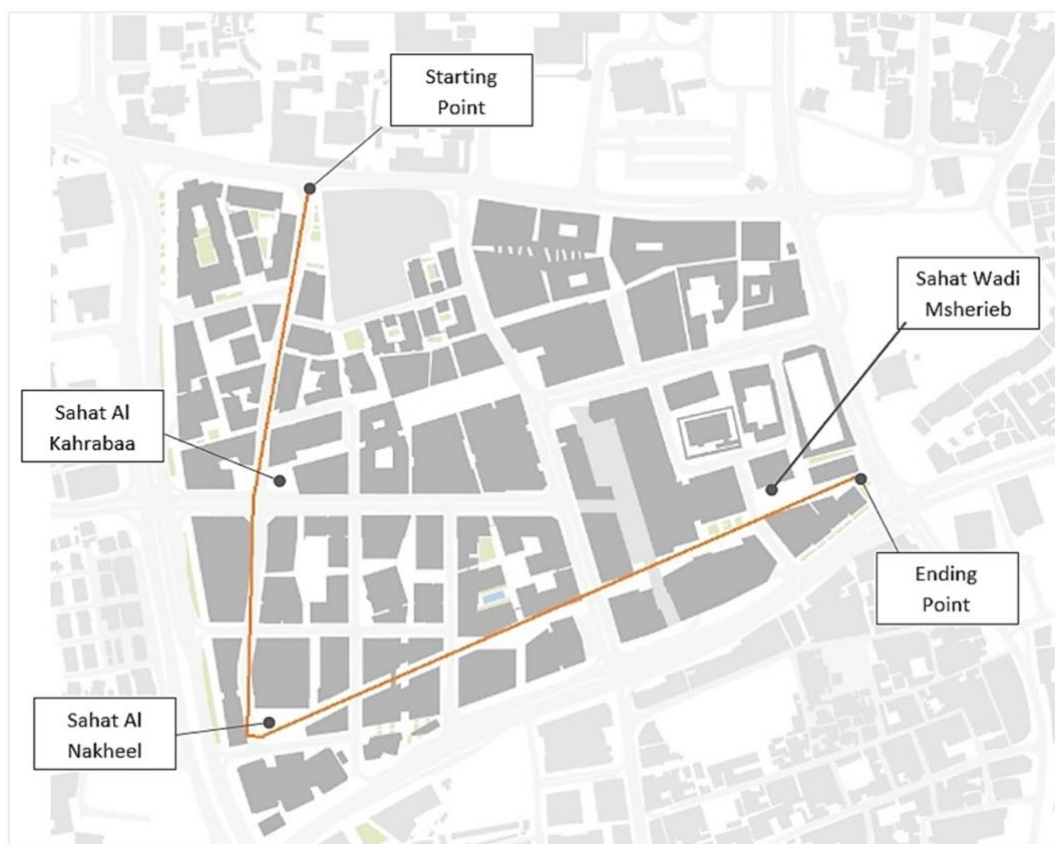 Starting
Point
Sahat Wadi
Msherieb
Sahat Al
Kahrabaa
Ending
Point
Sahat Al
Nakheel